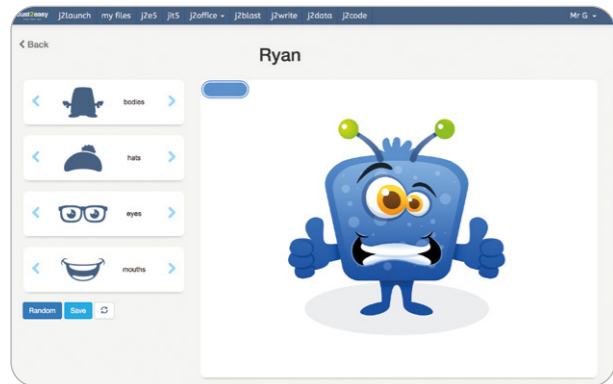 just2easy j2launch my files j2e5 jit5 j2office j2blast j2write j2data j2code Mr G
Back
Ryan
bodies
hats
eyes
mouths
Random Save